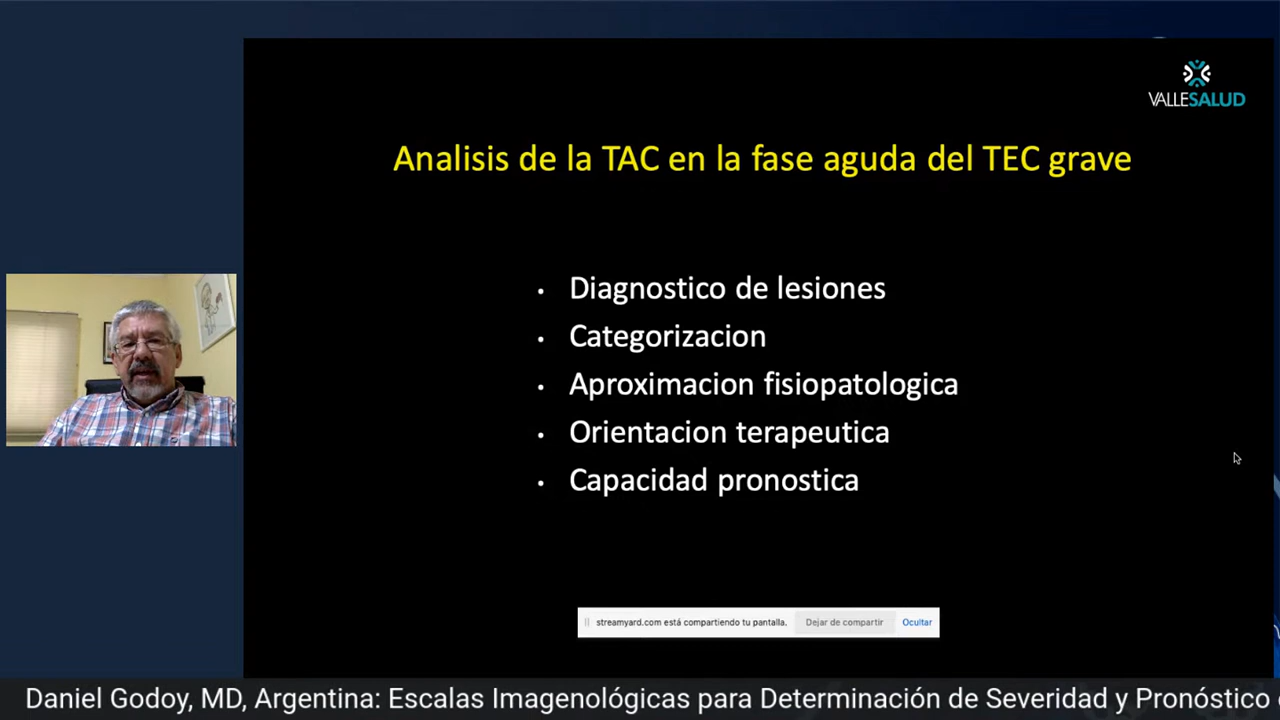 VALLESALUD
Analisis de la TAC en la fase aguda del TEC grave
• Diagnostico de lesiones
• Categorizacion
• Aproximacion fisiopatologica
• Orientacion terapeutica
• Capacidad pronostica
streamyard.com está compartiendo tu pantalla. Dejar de compartir Ocultar
Daniel Godoy, MD, Argentina: Escalas Imagenológicas para Determinación de Severidad y Pronóstico